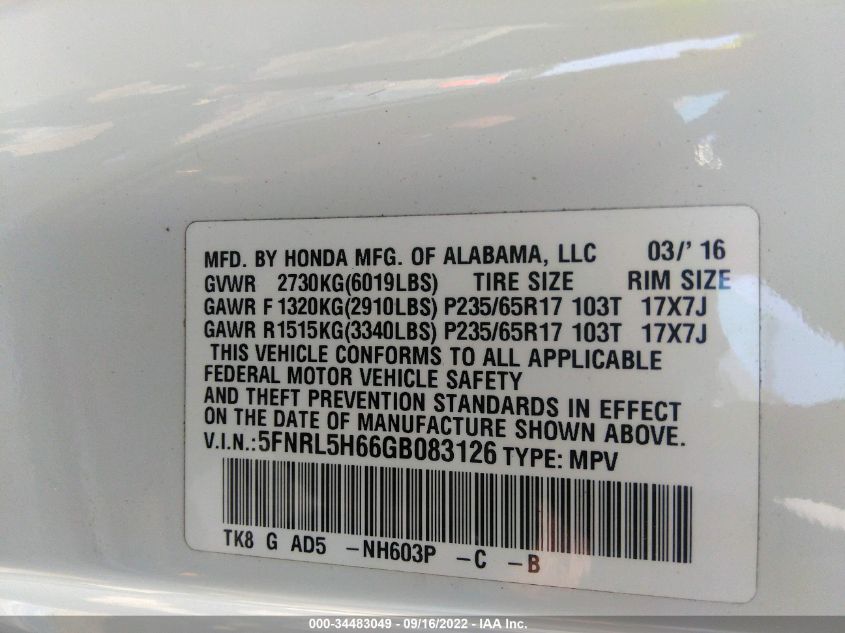 MFD. BY HONDA MFG. OF ALABAMA, LLC 03/' 16
GVWR 2730KG(6019LBS) TIRE SIZE RIM SIZE
GAWR F 1320KG(2910LBS) P235/65R17 103T 17X7J
GAWR R1515KG(3340LBS) P235/65R17 103T 17X7J
THIS VEHICLE CONFORMS TO ALL APPLICABLE
FEDERAL MOTOR VEHICLE SAFETY
AND THEFT PREVENTION STANDARDS IN EFFECT
ON THE DATE OF MANUFACTURE SHOWN ABOVE.
V.I.N.: 5FNRL5H66GB083126 TYPE: MPV
TK8 G AD5 -NH603P -C -B
000-34483049 - 09/16/2022 - IAA Inc.